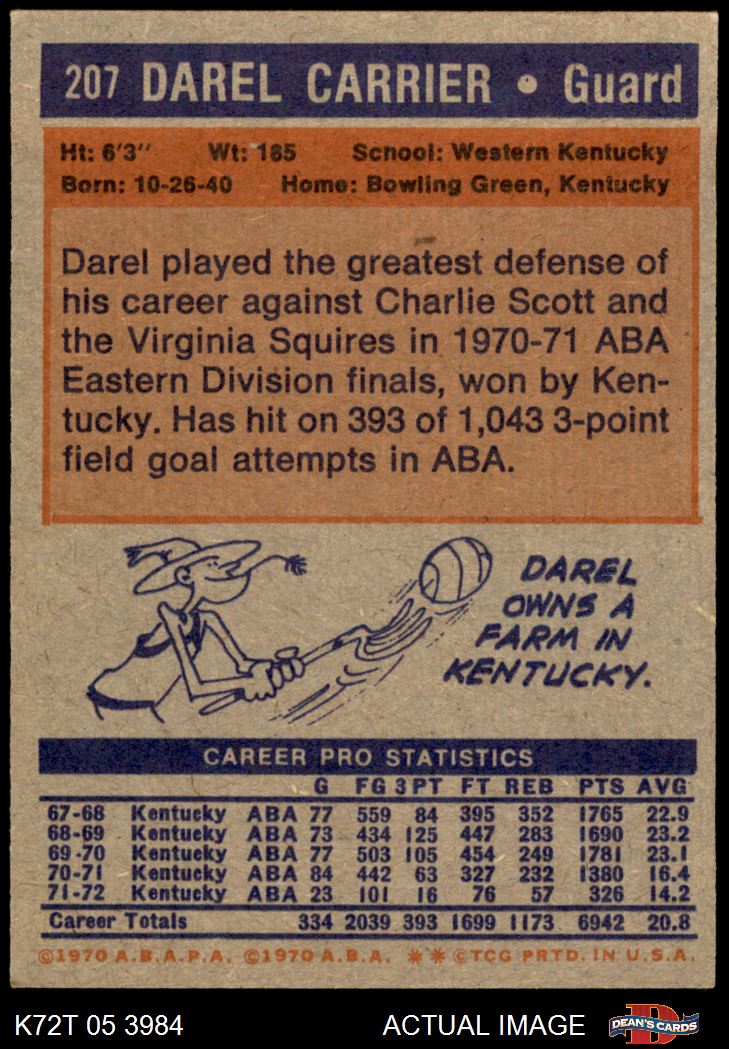 207 DAREL CARRIER • Guard
Ht: 6'3'' Wt: 185 School: Western Kentucky
Born: 10-26-40 Home: Bowling Green, Kentucky
Darel played the greatest defense of
his career against Charlie Scott and
the Virginia Squires in 1970-71 ABA
Eastern Division finals, won by Ken-
tucky. Has hit on 393 of 1,043 3-point
field goal attempts in ABA.
DAREL
OWNS A
FARM IN
KENTUCKY.
CAREER PRO STATISTICS
G FG 3PT FT REB PTS AVG
67-68 Kentucky ABA 77 559 84 395 352 1765 22.9
68-69 Kentucky ABA 73 434 125 447 283 1690 23.2
69-70 Kentucky ABA 77 503 105 454 249 1781 23.1
70-71 Kentucky ABA 84 442 63 327 232 1380 16.4
71-72 Kentucky ABA 23 101 16 76 57 326 14.2
Career Totals 334 2039 393 1699 1173 6942 20.8
©1970 A.B.A.P.A. ©1970 A.B.A. ** ©TCG PRTD. IN U.S.A.
K72T 05 3984 ACTUAL IMAGE D DEAN'S CARDS